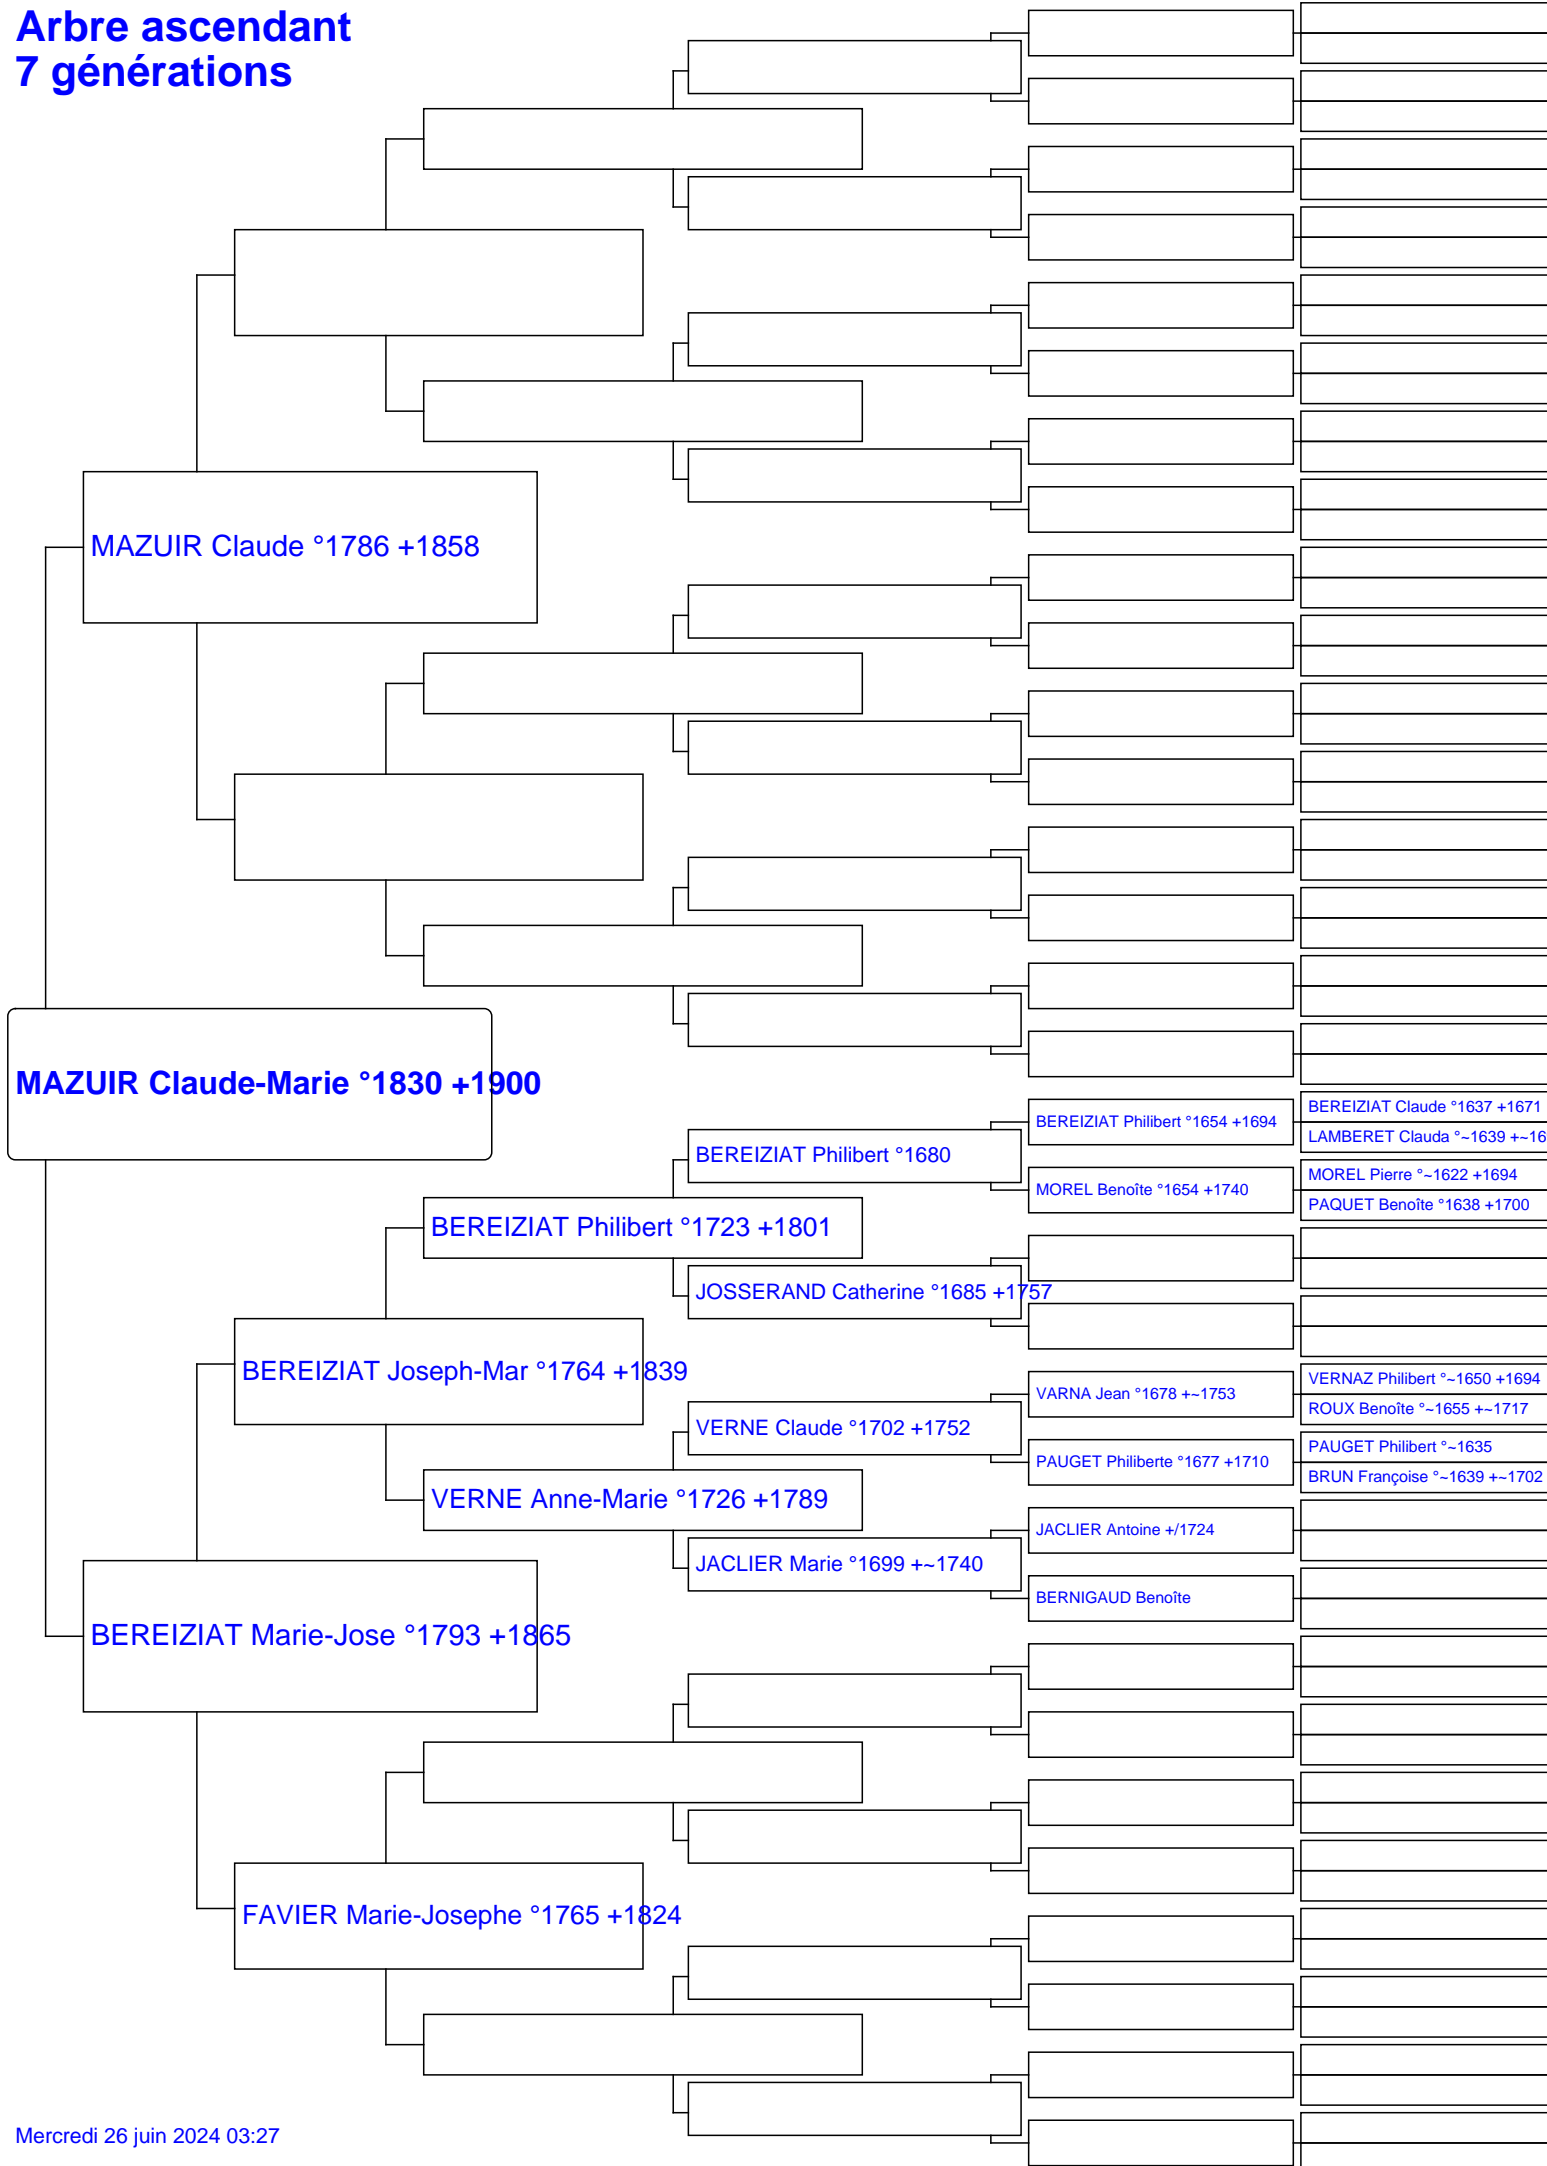 Arbre ascendant
7 générations
MAZUIR Claude °1786 +1858
MAZUIR Claude-Marie °1830 +1900
BEREIZIAT Claude °1637 +1671
BEREIZIAT Philibert °1654 +1694
LAMBERET Clauda °~1639 +~16
BEREIZIAT Philibert °1680
MOREL Pierre °~1622 +1694
MOREL Benoîte °1654 +1740
PAQUET Benoîte °1638 +1700
BEREIZIAT Philibert °1723 +1801
JOSSERAND Catherine °1685 +1757
BEREIZIAT Joseph-Mar °1764 +1839
VERNAZ Philibert °~1650 +1694
VARNA Jean °1678 +~1753
ROUX Benoîte °~1655 +~1717
VERNE Claude °1702 +1752
PAUGET Philibert °~1635
PAUGET Philiberte °1677 +1710
BRUN Françoise °~1639 +~1702
VERNE Anne-Marie °1726 +1789
JACLIER Antoine +/1724
JACLIER Marie °1699 +~1740
BERNIGAUD Benoîte
BEREIZIAT Marie-Jose °1793 +1865
FAVIER Marie-Josephe °1765 +1824
Mercredi 26 juin 2024 03:27